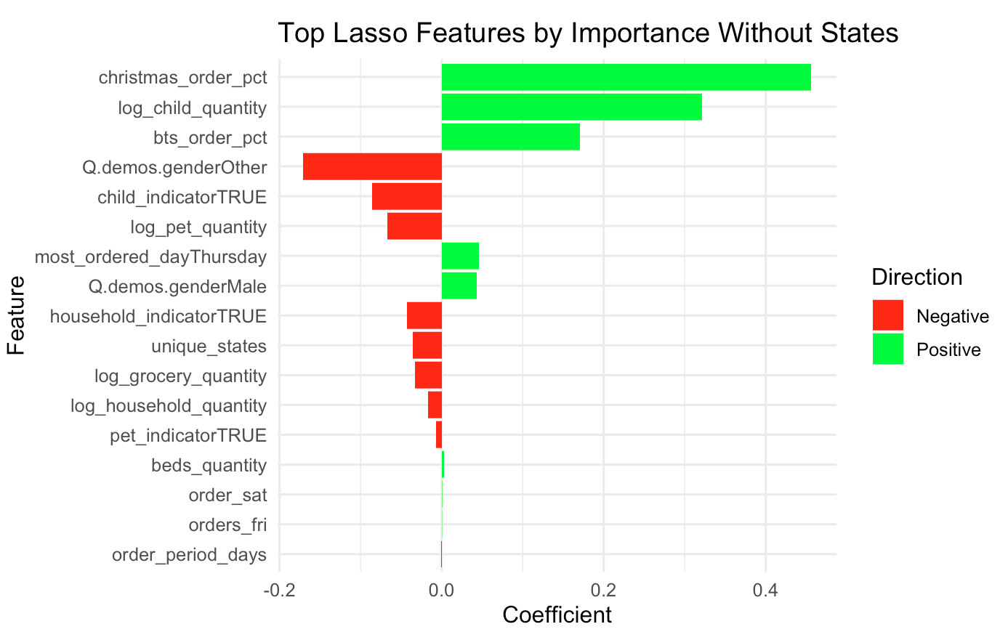 Top Lasso Features by Importance Without States
christmas_order_pct
log_child_quantity
bts_order_pct
Q.demos.genderOther
child_indicatorTRUE
log_pet_quantity
most_ordered_dayThursday
Q.demos.genderMale
household_indicatorTRUE
unique_states
log_grocery_quantity
log_household_quantity
pet_indicatorTRUE
beds_quantity
order_sat
orders_fri
order_period_days
Feature
-0.2 0.0 0.2 0.4
Coefficient
Direction
Negative
Positive